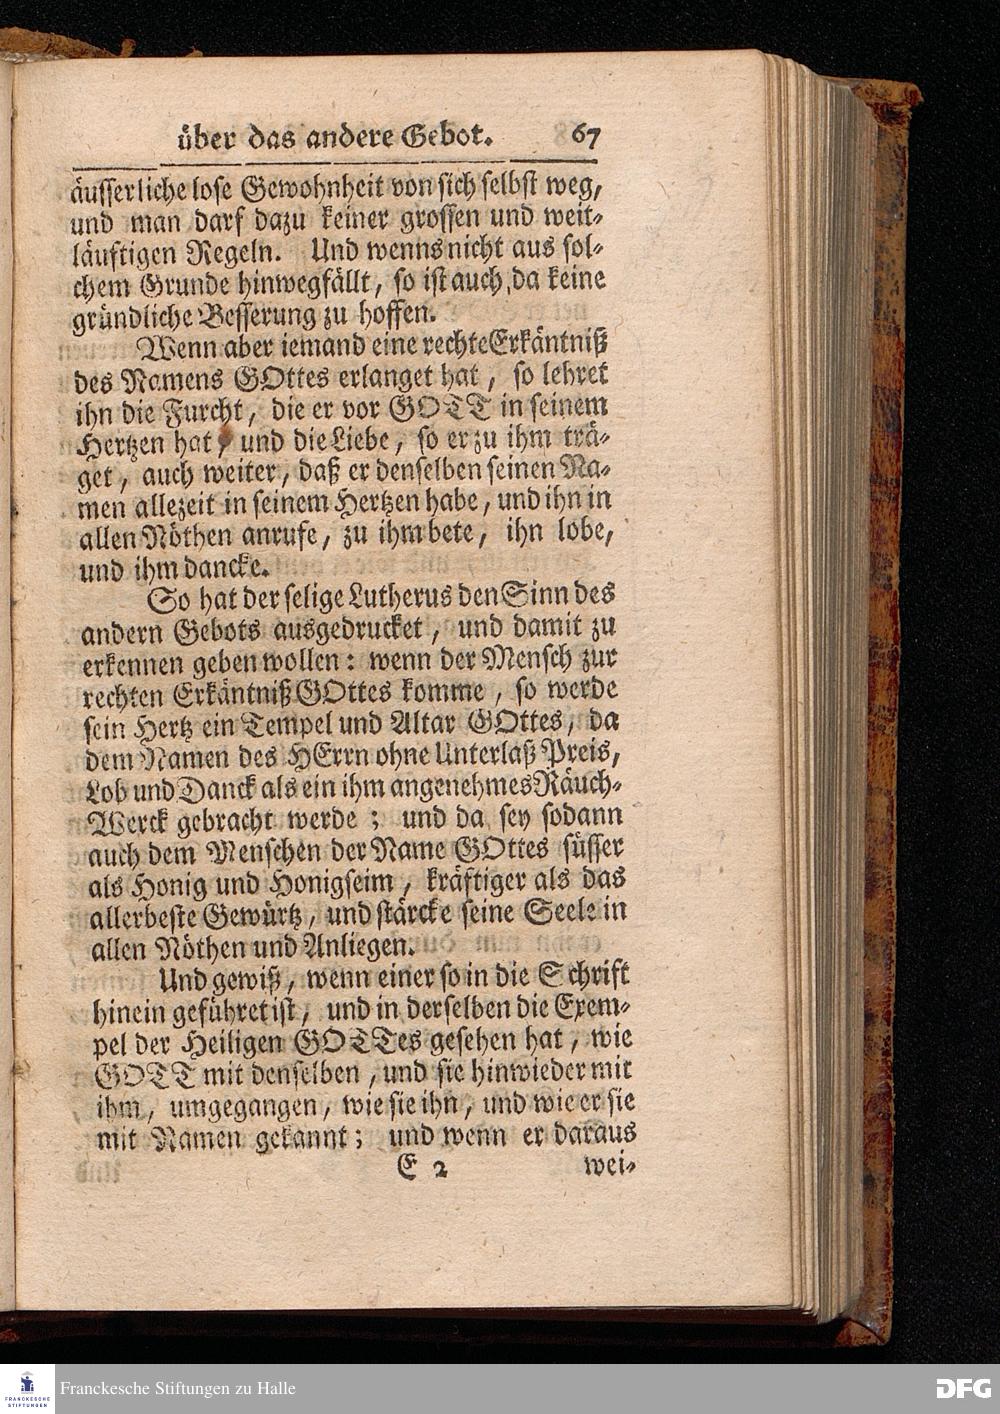 über das andere Gebot. 67
äusserliche lose Gewohnheit von sich selbst weg,
und man darf dazu keiner grossen und weit-
läuftigen Regeln. Und wenns nicht aus sol-
chem Grunde hinwegfällt, so ist auch da keine
gründliche Besserung zu hoffen.
Wenn aber iemand eine rechte Erkäntniß
des Namens GOttes erlanget hat, so lehret
ihn die Furcht, die er vor GOTT in seinem
Hertzen hat, und die Liebe, so er zu ihm trä-
get, auch weiter, daß er denselben seinen Na-
men allezeit in seinem Hertzen habe, und ihn in
allen Nöthen anrufe, zu ihm bete, ihn lobe,
und ihm dancke.
So hat der selige Lutherus den Sinn des
andern Gebots ausgedrucket, und damit zu
erkennen geben wollen: wenn der Mensch zur
rechten Erkäntniß GOttes komme, so werde
sein Hertz ein Tempel und Altar GOttes, da
dem Namen des HErrn ohne Unterlaß Preis,
Lob und Danck als ein ihm angenehmes Räuch-
Werck gebracht werde; und da sey sodann
auch dem Menschen der Name GOttes süsser
als Honig und Honigseim, kräftiger als das
allerbeste Gewürtz, und stärcke seine Seele in
allen Nöthen und Anliegen.
Und gewiß, wenn einer so in die Schrift
hinein geführet ist, und in derselben die Exem-
pel der Heiligen GOTTes gesehen hat, wie
GOTT mit denselben, und sie hinwieder mit
ihm, umgegangen, wie sie ihn, und wie er sie
mit Namen gekannt; und wenn er daraus
E 2 wei-
FRANCKESCHE
STIFTUNGEN
Franckesche Stiftungen zu Halle
DFG